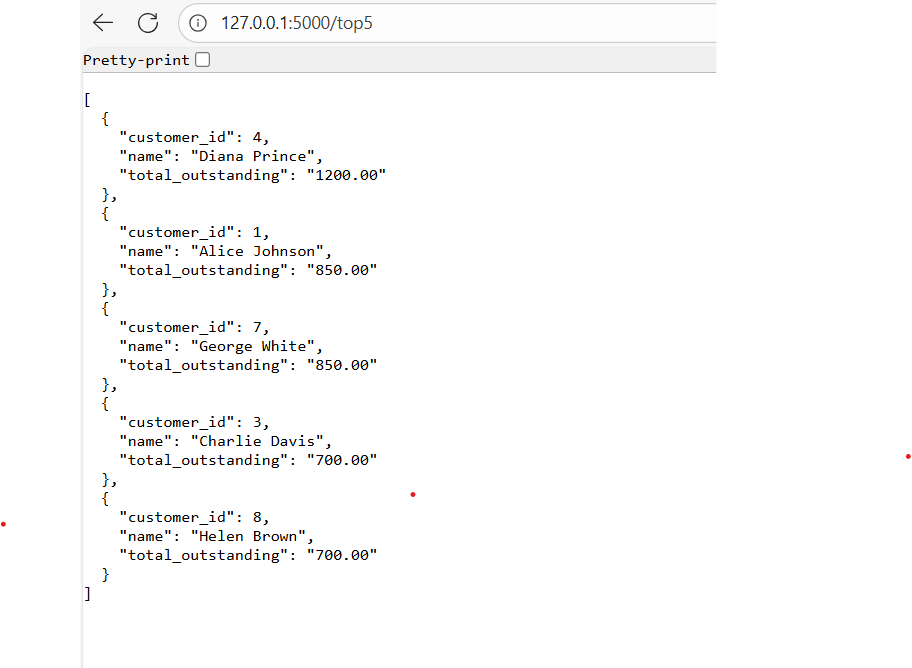 127.0.0.1:5000/top5
Pretty-print
[
  {
    "customer_id": 4,
    "name": "Diana Prince",
    "total_outstanding": "1200.00"
  },
  {
    "customer_id": 1,
    "name": "Alice Johnson",
    "total_outstanding": "850.00"
  },
  {
    "customer_id": 7,
    "name": "George White",
    "total_outstanding": "850.00"
  },
  {
    "customer_id": 3,
    "name": "Charlie Davis",
    "total_outstanding": "700.00"
  },
  {
    "customer_id": 8,
    "name": "Helen Brown",
    "total_outstanding": "700.00"
  }
]